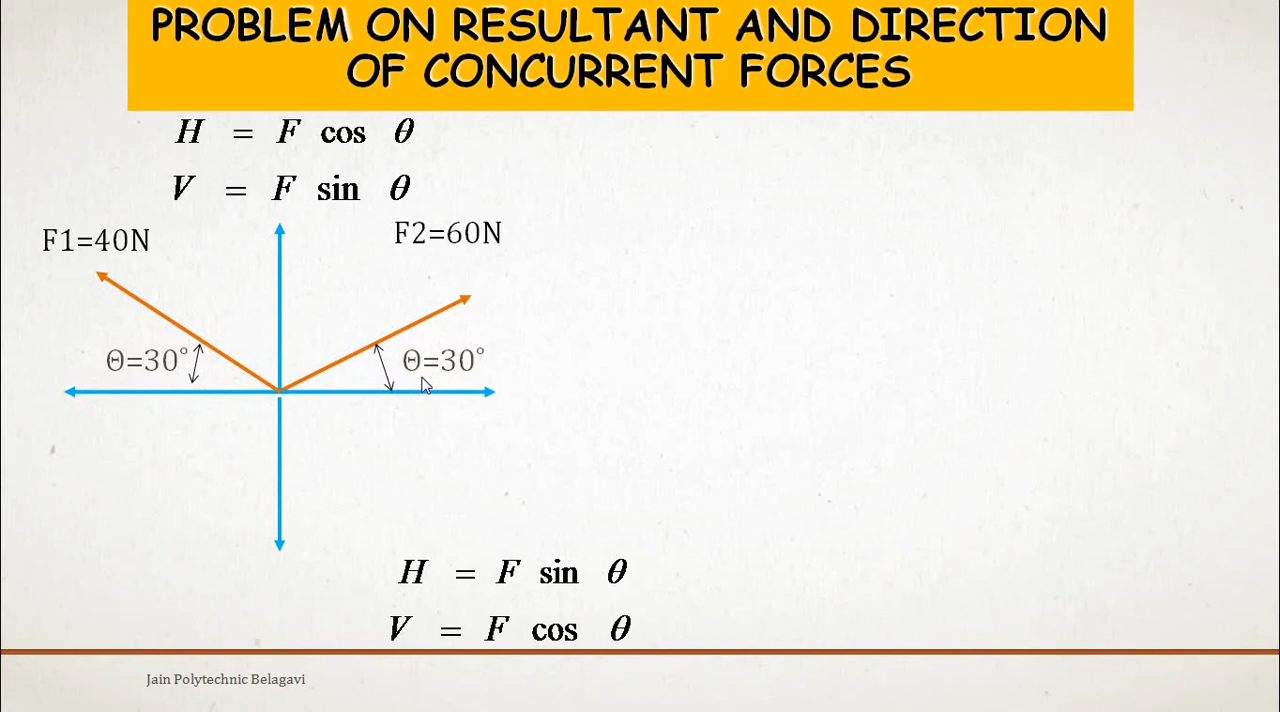 PROBLEM ON RESULTANT AND DIRECTION
OF CONCURRENT FORCES
H = F cos θ
V = F sin θ
F1=40N
F2=60N
Θ=30°
Θ=30°
H = F sin θ
V = F cos θ
Jain Polytechnic Belagavi